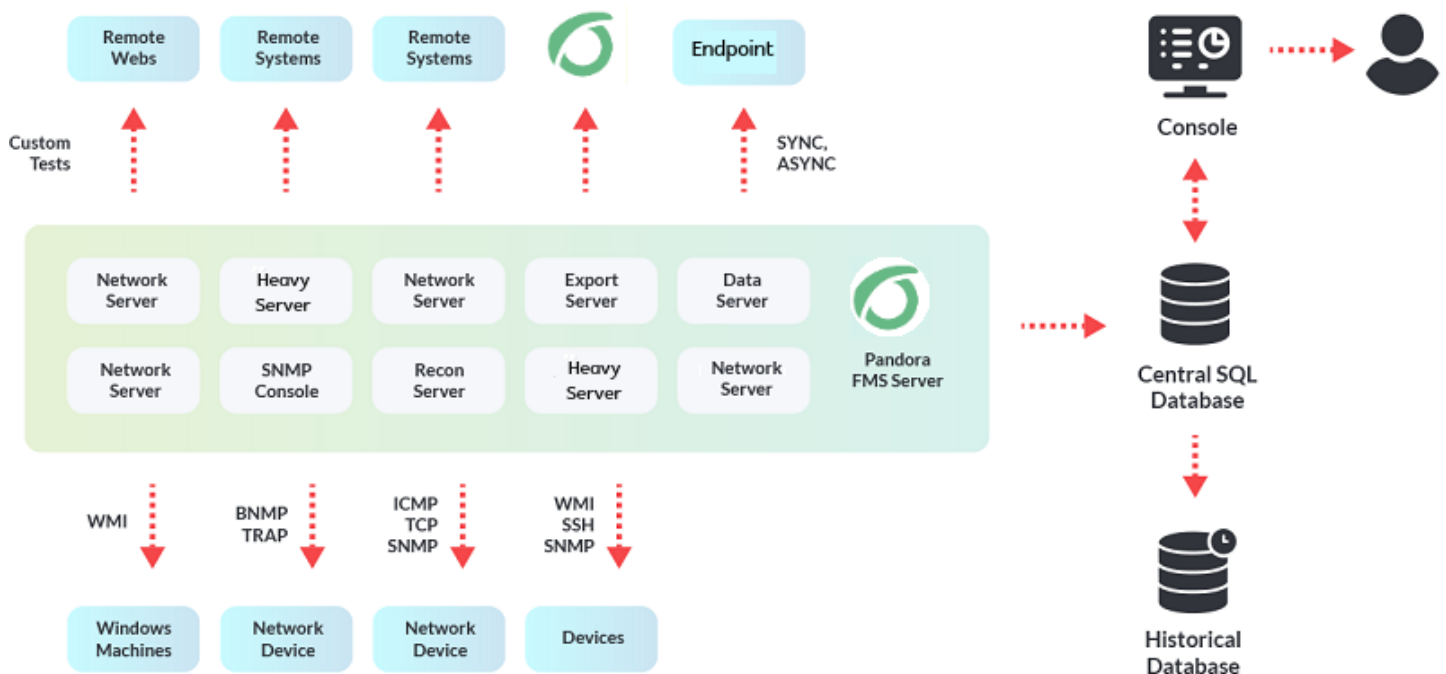 Remote
Webs
Remote
Systems
Remote
Systems
Endpoint
Custom
Tests
SYNC,
ASYNC
Console
Network
Server
Heavy
Server
Network
Server
Export
Server
Data
Server
Network
Server
SNMP
Console
Recon
Server
Heavy
Server
Network
Server
Pandora
FMS Server
Central SQL
Database
WMI
BNMP
TRAP
ICMP
TCP
SNMP
WMI
SSH
SNMP
Windows
Machines
Network
Device
Network
Device
Devices
Historical
Database